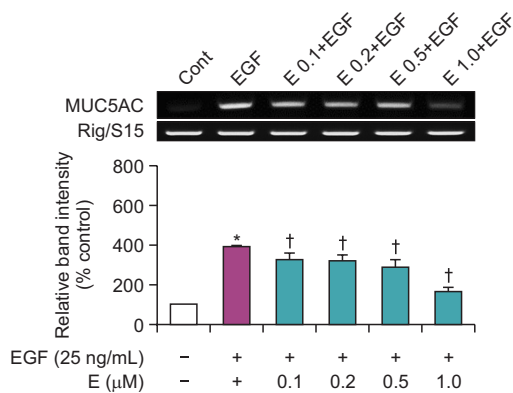 Cont EGF E 0.1+EGF E 0.2+EGF E 0.5+EGF E 1.0+EGF
MUC5AC
Rig/S15
Relative band intensity
(% control)
800
600
400
200
0
* † † † †
EGF (25 ng/mL) − + + + + +
E (μM) − + 0.1 0.2 0.5 1.0